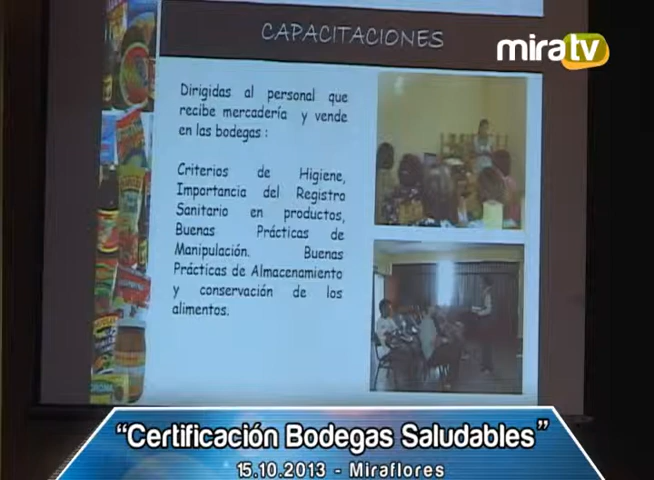 CAPACITACIONES
miratv
Dirigidas al personal que
recibe mercadería y vende
en las bodegas :
Criterios de Higiene,
Importancia del Registro
Sanitario en productos,
Buenas Prácticas de
Manipulación. Buenas
Prácticas de Almacenamiento
y conservación de los
alimentos.
“Certificación Bodegas Saludables”
15.10.2013 - Miraflores